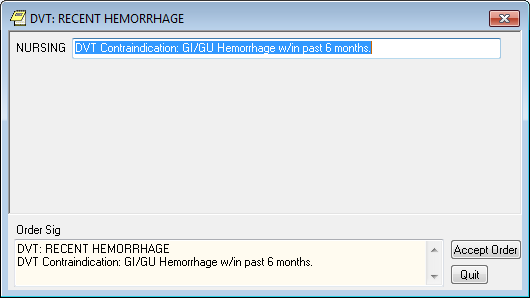 DVT: RECENT HEMORRHAGE
NURSING DVT Contraindication: GI/GU Hemorrhage w/in past 6 months.
Order Sig
DVT: RECENT HEMORRHAGE
DVT Contraindication: GI/GU Hemorrhage w/in past 6 months.
Accept Order
Quit